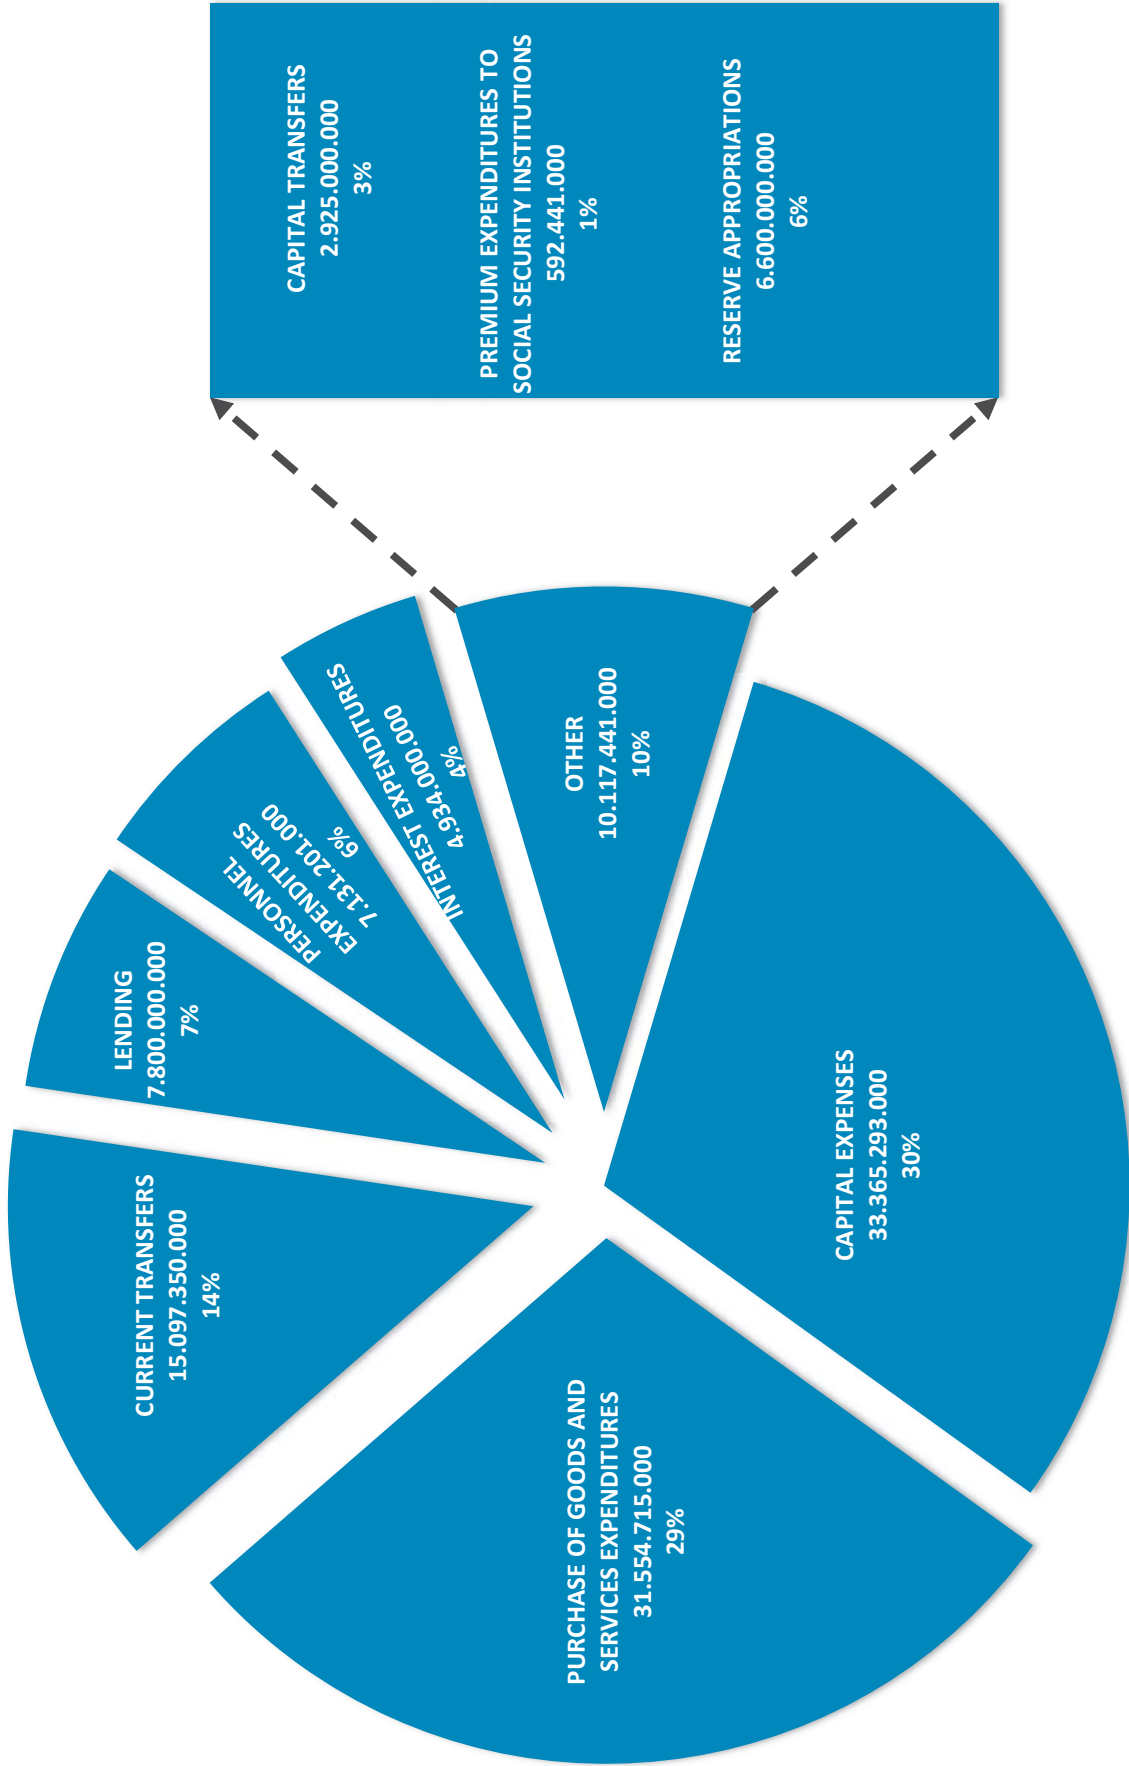 CURRENT TRANSFERS
15.097.350.000
14%
LENDING
7.800.000.000
7%
PERSONNEL
EXPENDITURES
7.131.201.000
6%
INTEREST EXPENDITURES
4.934.000.000
4%
OTHER
10.117.441.000
10%
PURCHASE OF GOODS AND
SERVICES EXPENDITURES
31.554.715.000
29%
CAPITAL EXPENSES
33.365.293.000
30%
CAPITAL TRANSFERS
2.925.000.000
3%
PREMIUM EXPENDITURES TO
SOCIAL SECURITY INSTITUTIONS
592.441.000
1%
RESERVE APPROPRIATIONS
6.600.000.000
6%